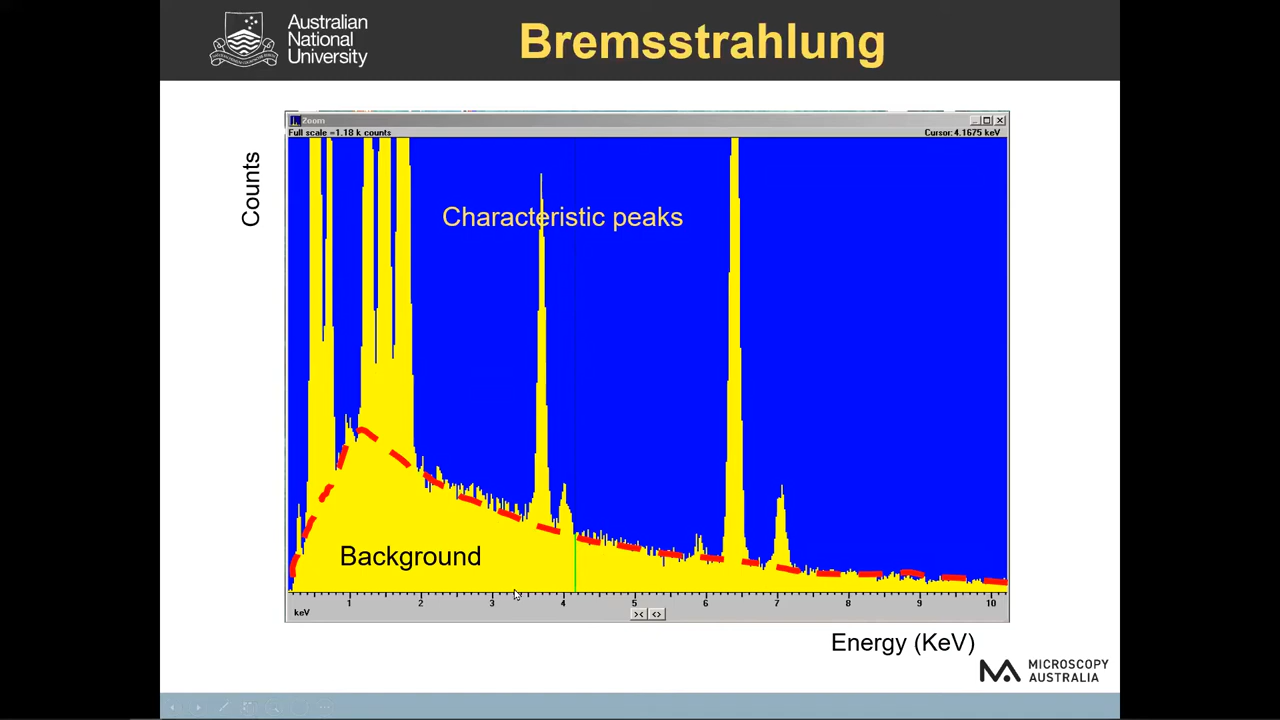 Australian
National
University
Bremsstrahlung
Zoom
Full scale =1.18 k counts
Cursor: 4.1675 keV
Counts
Characteristic peaks
Background
1 2 3 4 5 6 7 8 9 10
keV
>< <>
Energy (KeV)
MICROSCOPY
AUSTRALIA